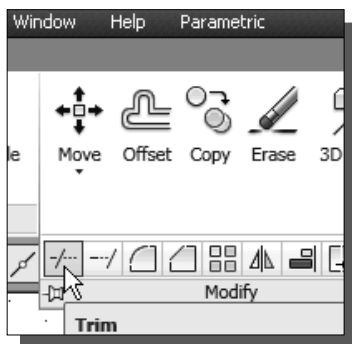 Window Help Parametric
le Move Offset Copy Erase 3D
Modify
Trim